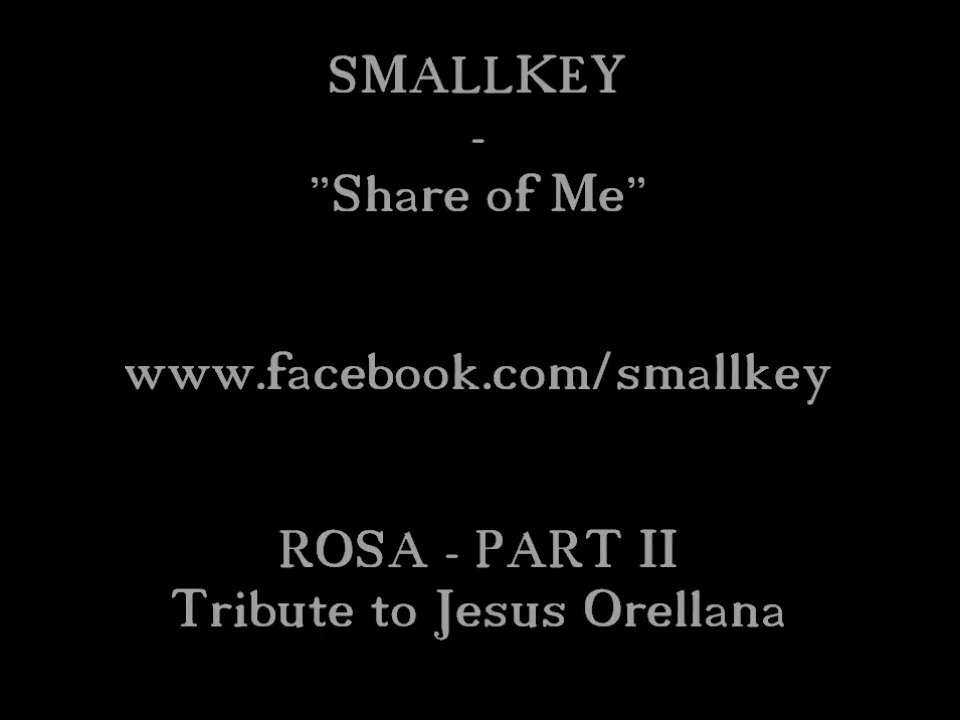 SMALLKEY
-
”Share of Me”
www.facebook.com/smallkey
ROSA - PART II
Tribute to Jesus Orellana